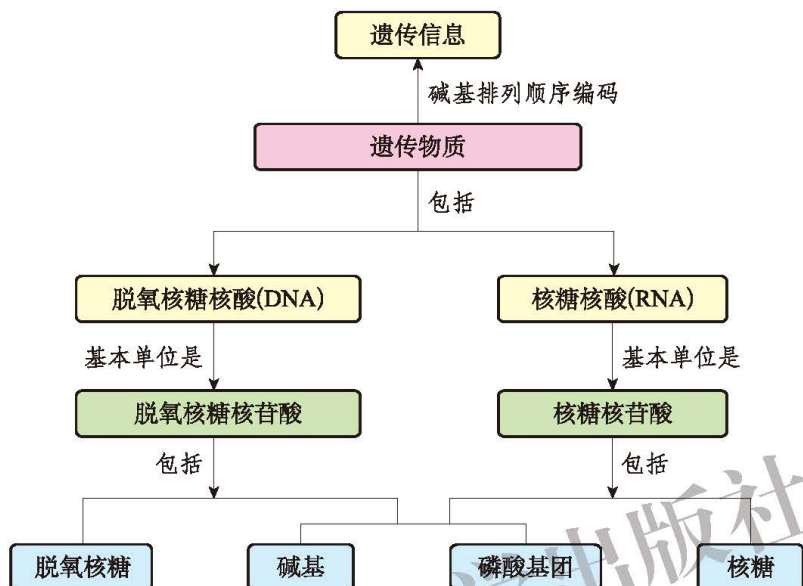 遗传信息
碱基排列顺序编码
遗传物质
包括
脱氧核糖核酸(DNA)
核糖核酸(RNA)
基本单位是
基本单位是
脱氧核糖核苷酸
核糖核苷酸
包括
包括
脱氧核糖
碱基
磷酸基团
核糖
出版社